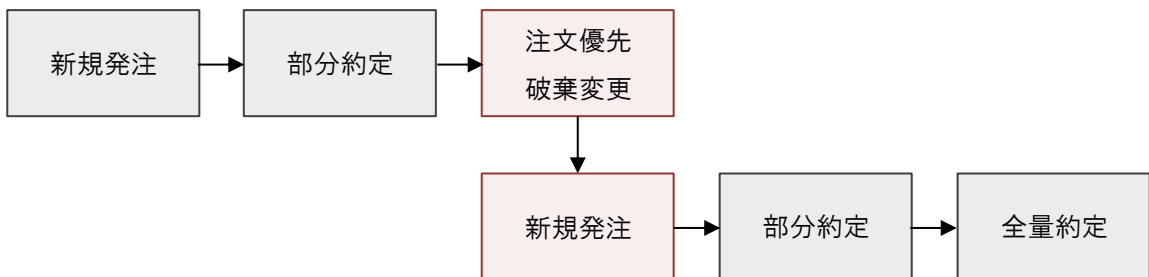 新規発注
部分約定
注文優先
破棄変更
新規発注
部分約定
全量約定